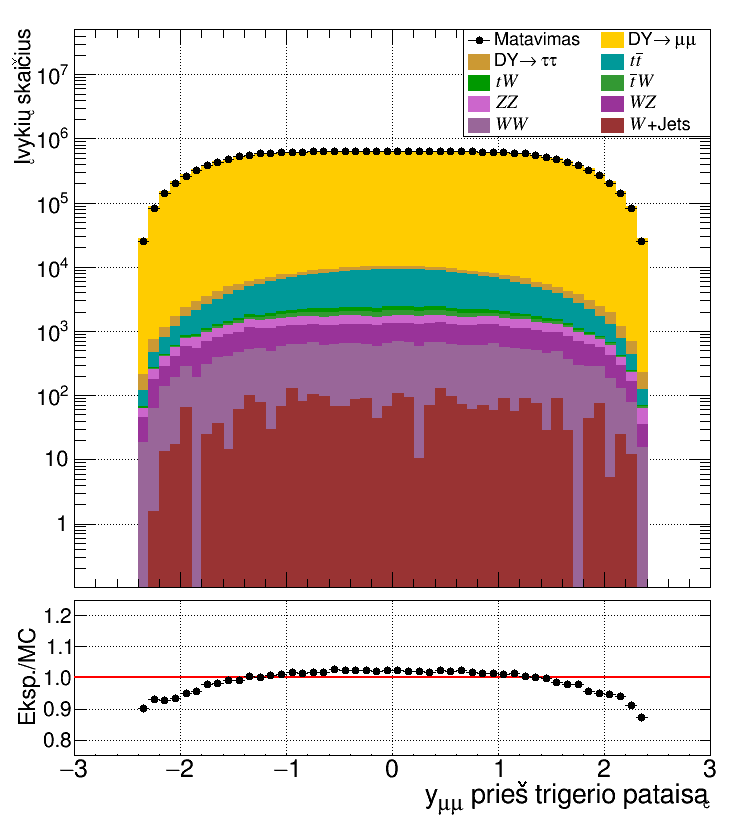 Įvykių skaičius
10⁷
10⁶
10⁵
10⁴
10³
10²
10
1
Matavimas
DY→ μμ
DY→ ττ
tt̄
tW
t̄W
ZZ
WZ
WW
W+Jets
Eksp./MC
1.2
1.1
1.0
0.9
0.8
−3 −2 −1 0 1 2 3
yμμ prieš trigerio pataisą